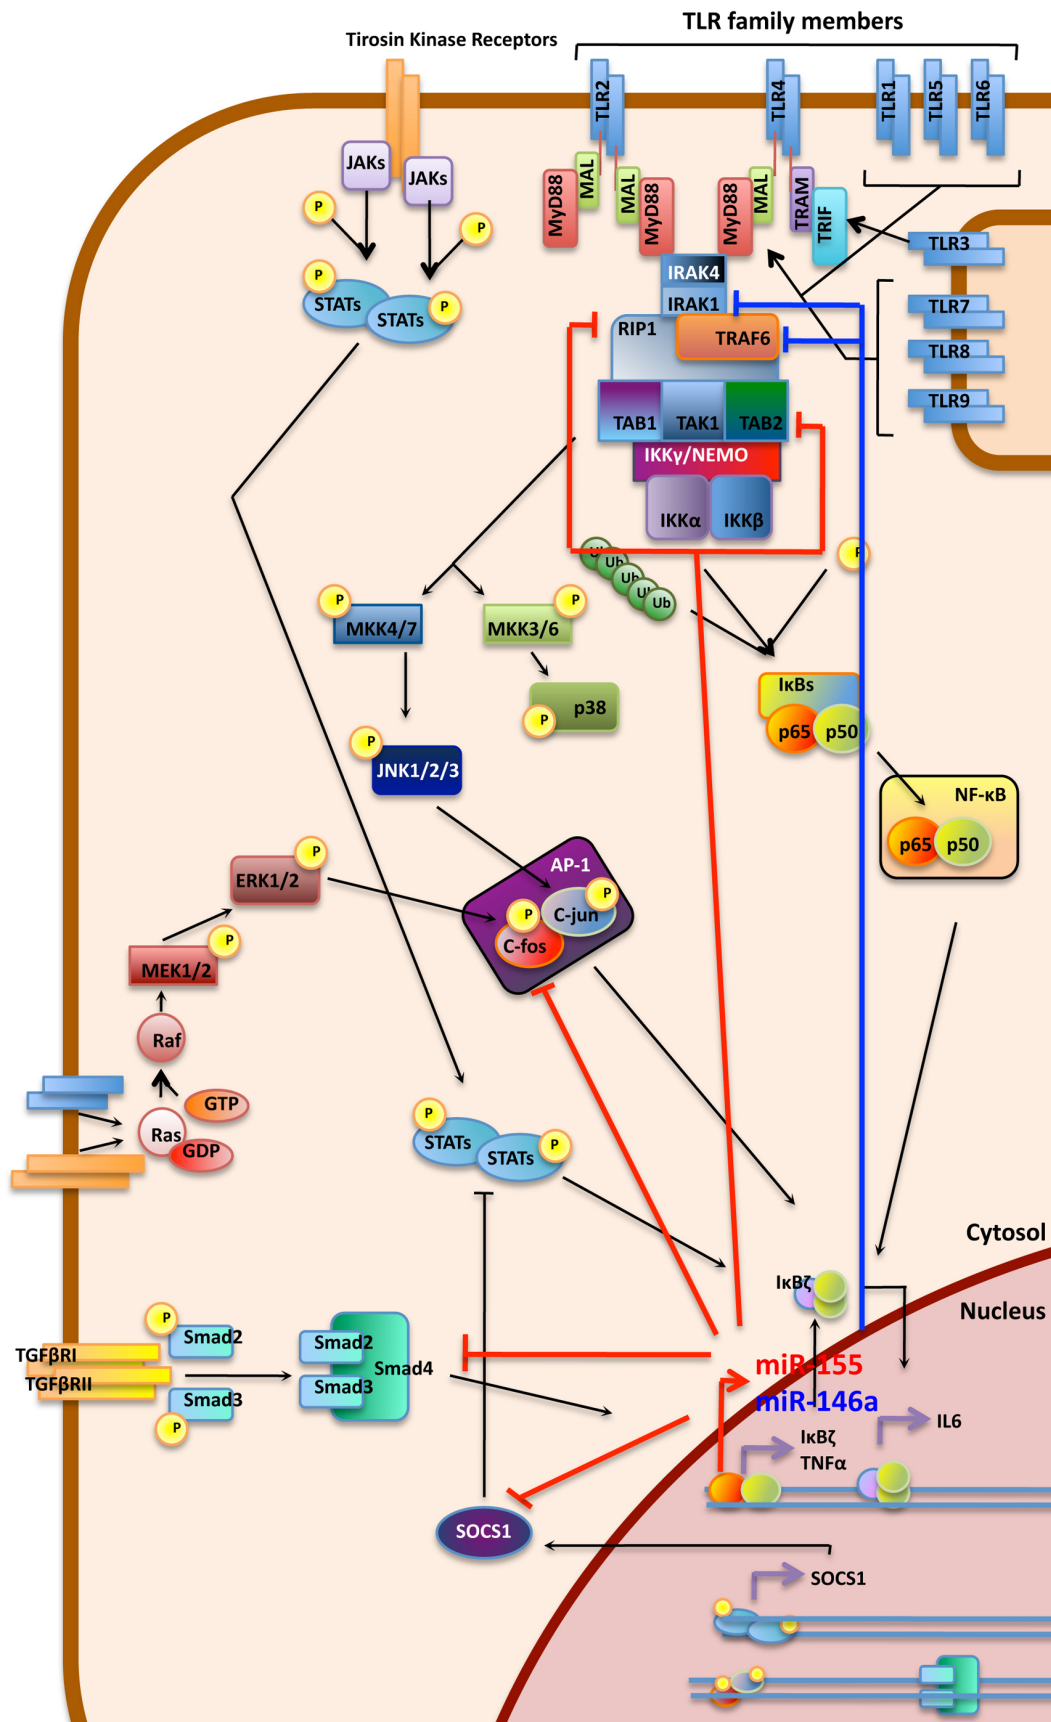 TLR family members
Tirosin Kinase Receptors
TLR2
TLR4
TLR1
TLR5
TLR6
JAKs
JAKs
MyD88
MAL
MAL
MyD88
MyD88
MAL
TRAM
TRIF
P
P
TLR3
IRAK4
IRAK1
P
STATs
P
STATs
RIP1
TRAF6
TLR7
TLR8
TLR9
TAB1
TAK1
TAB2
IKKγ/NEMO
IKKα
IKKβ
Ub
Ub
Ub
Ub
Ub
P
P
MKK4/7
P
MKK3/6
IκBs
p65
p50
p38
P
P
JNK1/2/3
NF-κB
p65
p50
P
ERK1/2
AP-1
P
C-jun
P
C-fos
P
MEK1/2
Raf
GTP
Ras
GDP
P
STATs
P
STATs
Cytosol
Nucleus
IκBζ
P
Smad2
TGFβRI
TGFβRII
Smad3
P
Smad2
Smad4
Smad3
miR-155
miR-146a
IκBζ
TNFα
IL6
SOCS1
SOCS1